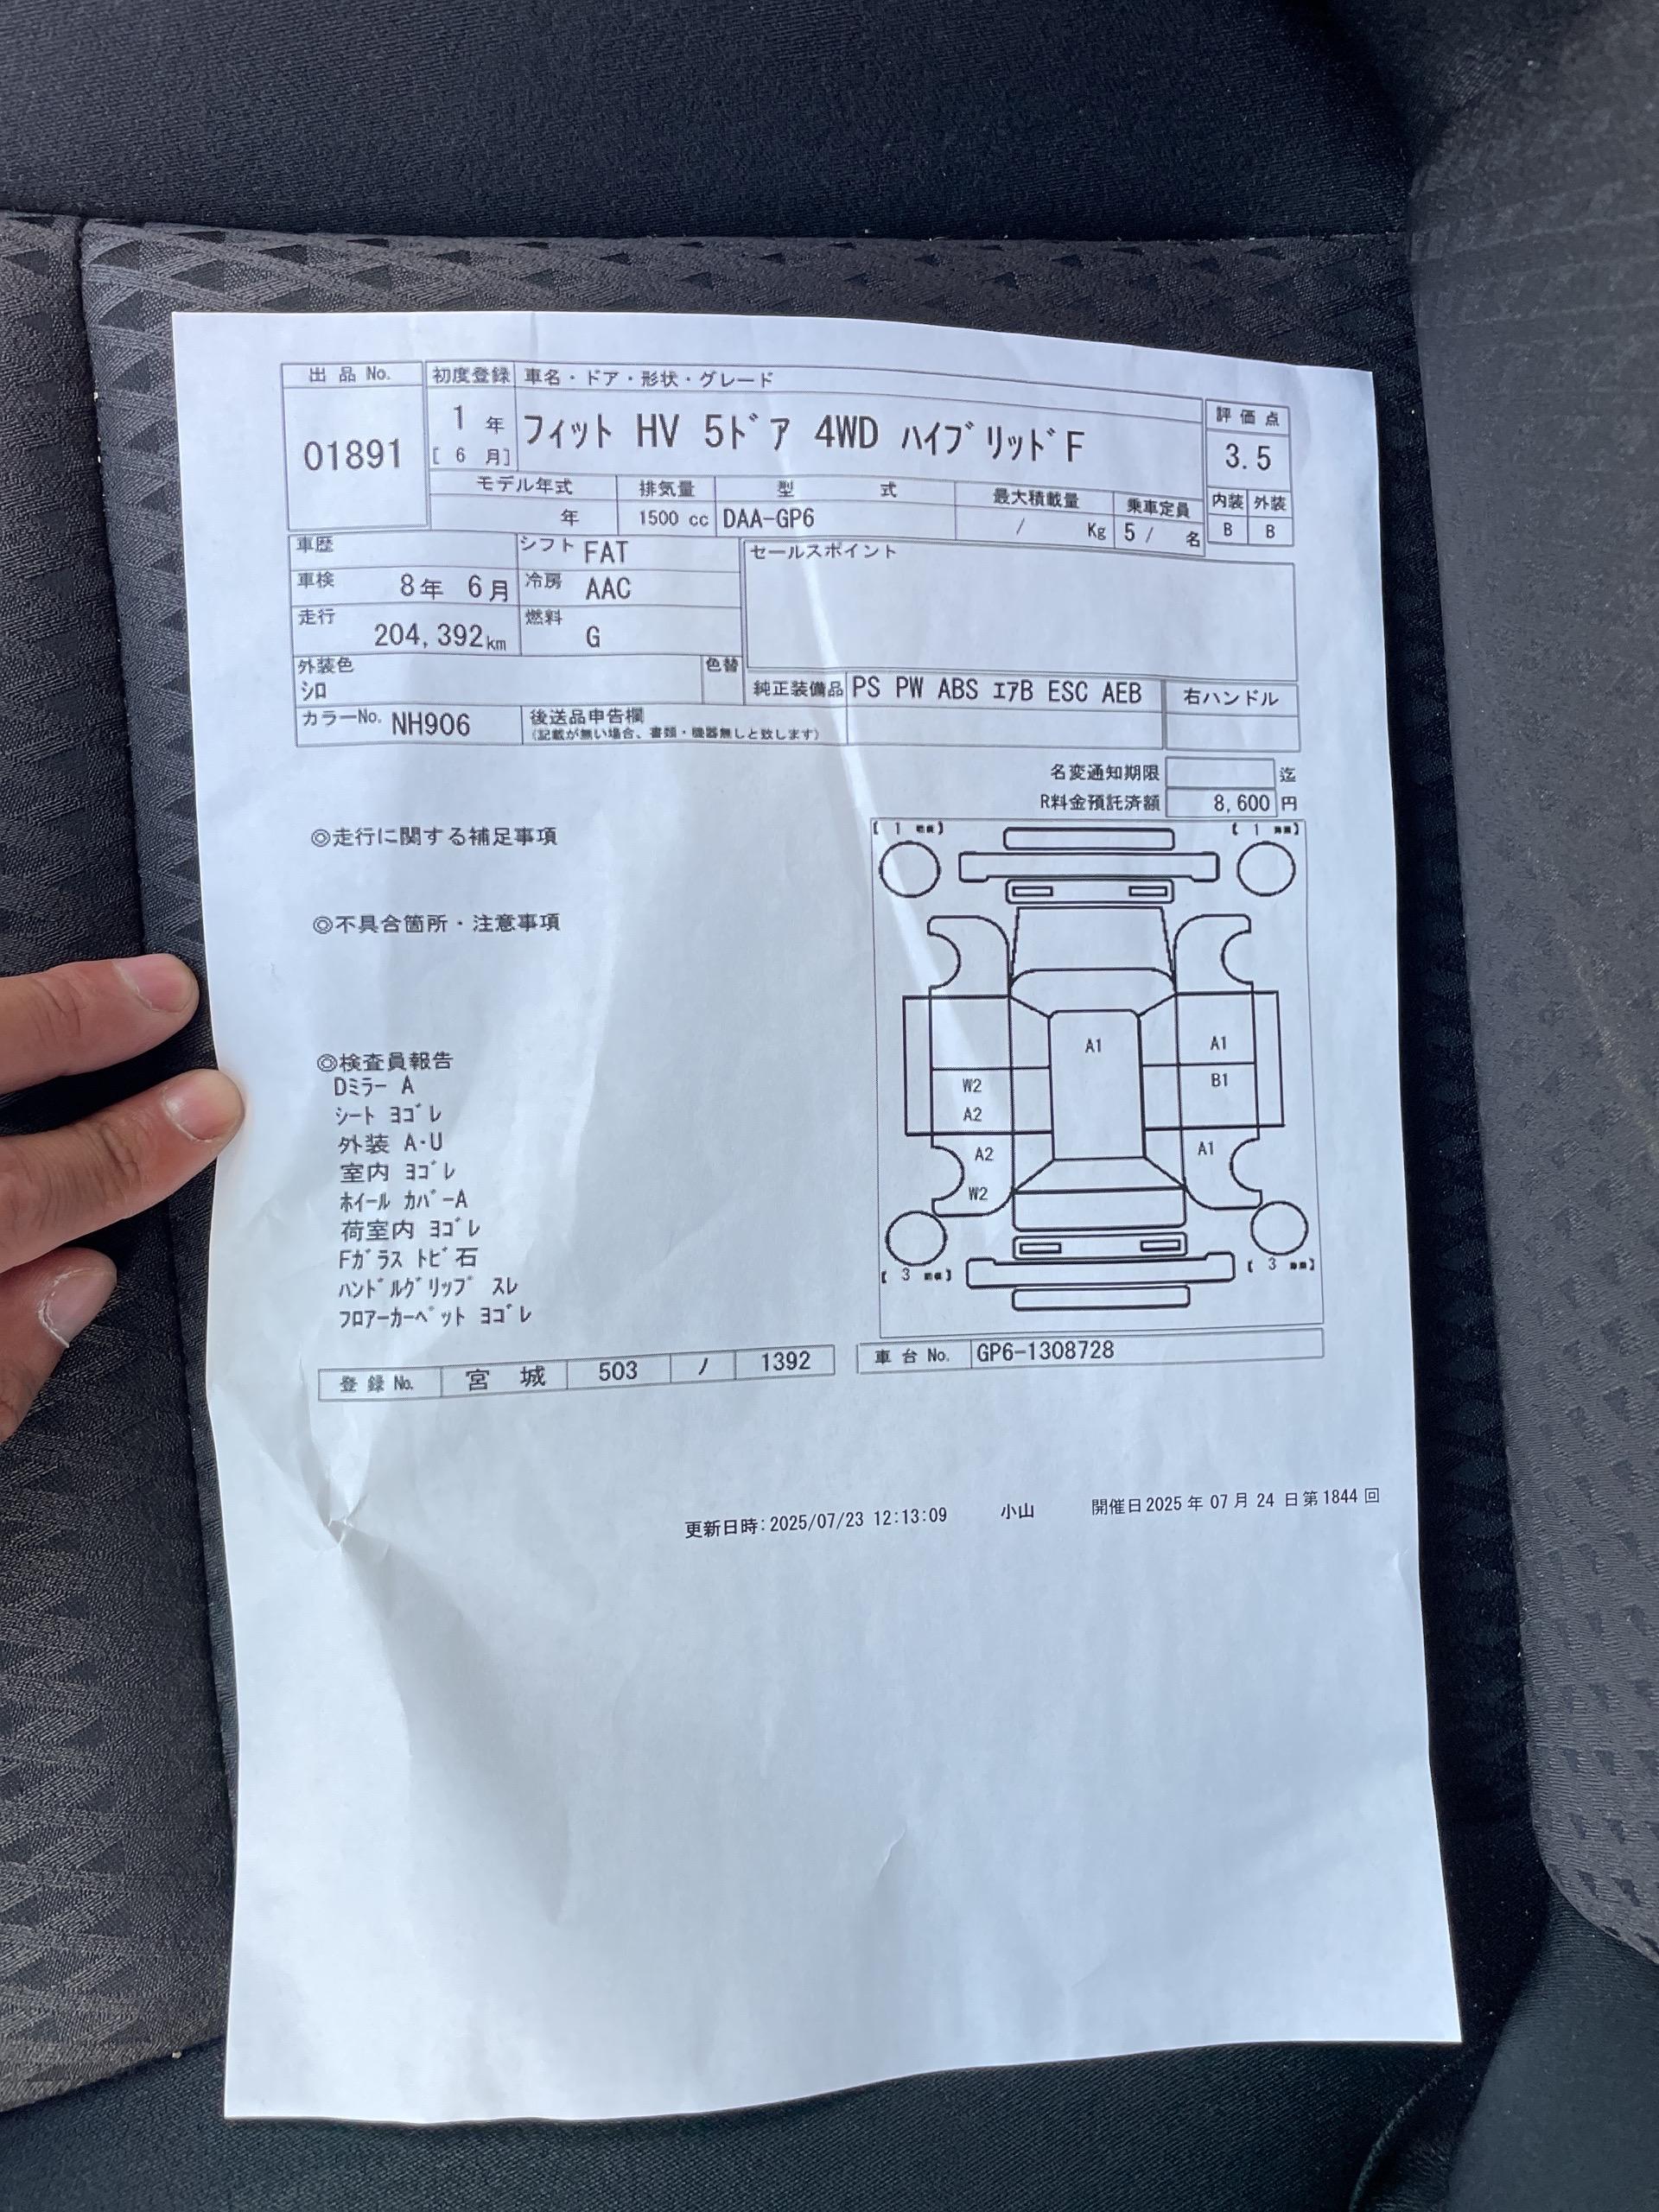 出品No. 初度登録 車名・ドア・形状・グレード 評価点
01891 1年 [6月] フィット HV 5ドア 4WD ハイブリッドF 3.5
モデル年式 排気量 型式 最大積載量 乗車定員 内装 外装
年 1500 cc DAA-GP6 / Kg 5 / 名 B B
車歴 シフト FAT セールスポイント
車検 8年 6月 冷房 AAC
走行 204,392km 燃料 G
外装色 色替
シロ 純正装備品 PS PW ABS エアB ESC AEB 右ハンドル
カラーNo. NH906 後送品申告欄
(記載が無い場合、書類・機器無しと致します)
名変通知期限 迄
R料金預託済額 8,600 円
◎走行に関する補足事項
◎不具合箇所・注意事項
◎検査員報告
Dミラー A
シート ヨゴレ
外装 A・U
室内 ヨゴレ
ホイール カバーA
荷室内 ヨゴレ
Fガラス トビ石
ハンドルグリップ スレ
フロアーカーペット ヨゴレ
【 1 】 【 1 】
A1 A1
W2 B1
A2
A2 A1
W2
【 3 】 【 3 】
登録No. 宮城 503 ノ 1392 車台No. GP6-1308728
更新日時:2025/07/23 12:13:09 小山 開催日2025年07月24日第1844回